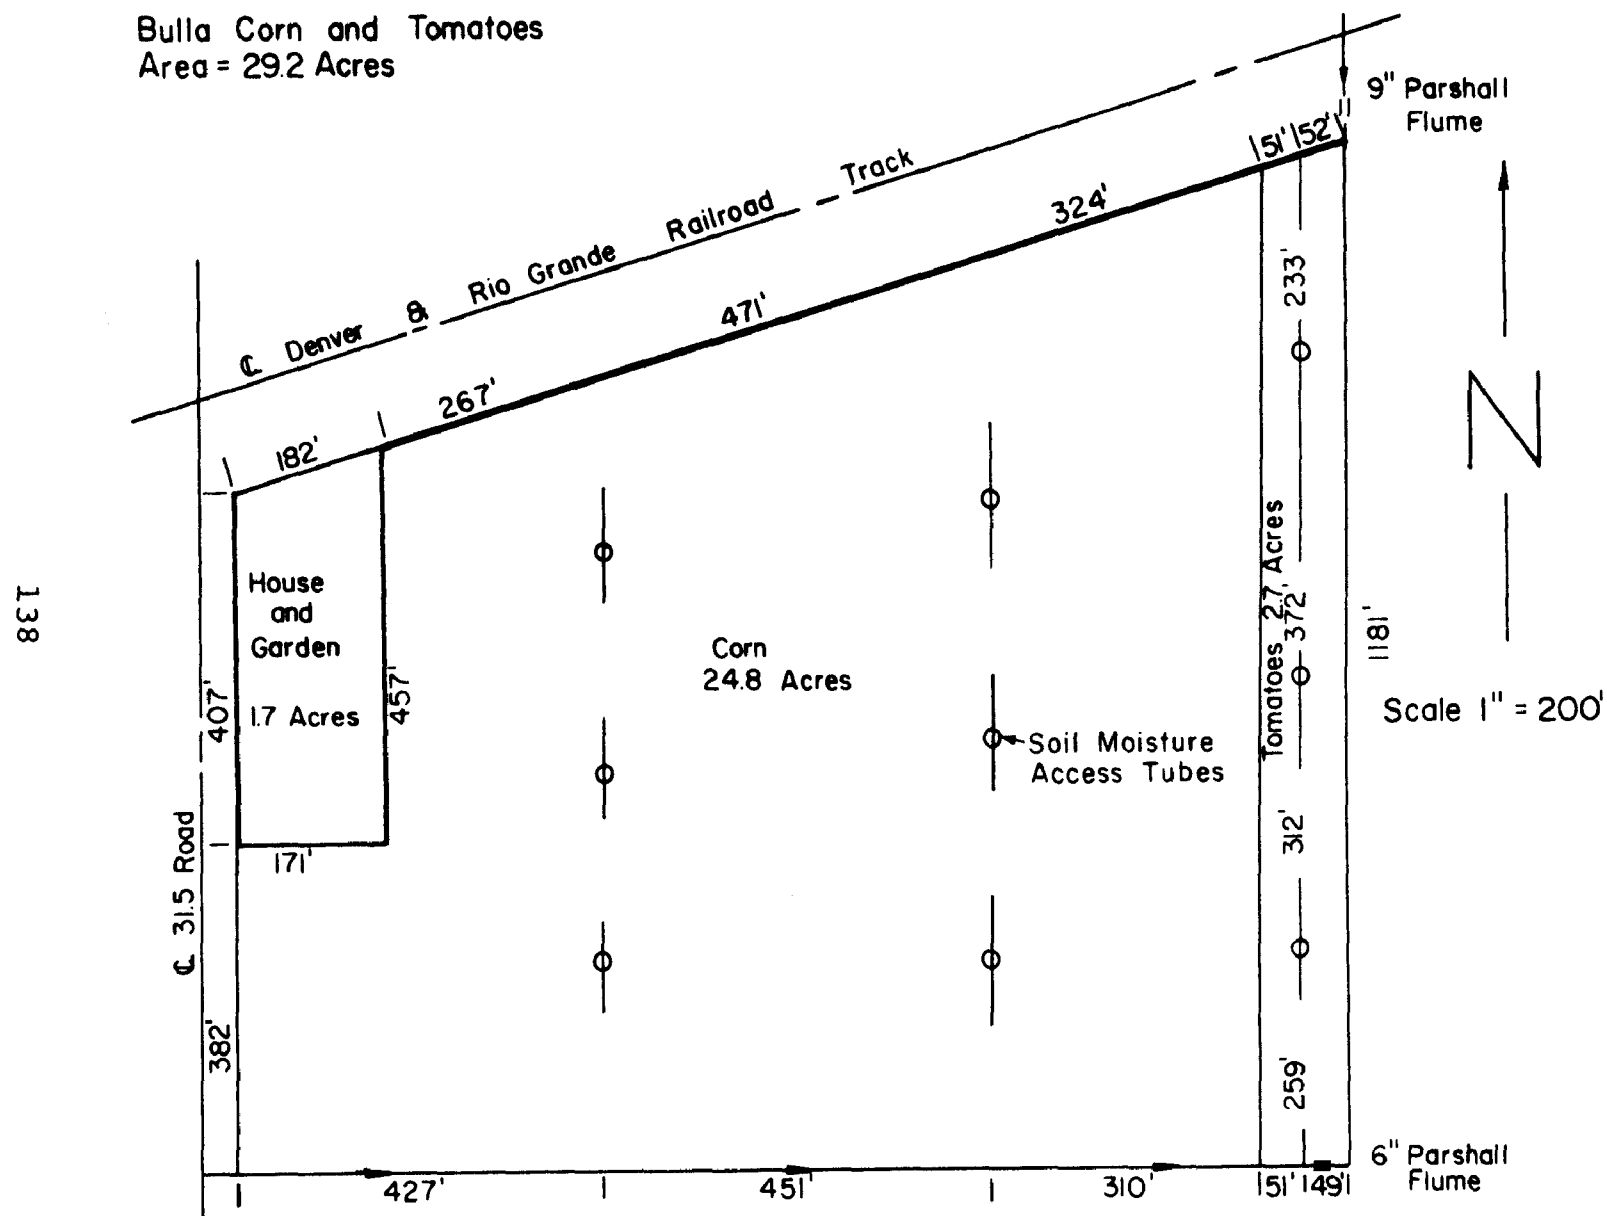 Bulla Corn and Tomatoes
Area = 29.2 Acres
9" Parshall
Flume
51' 52'
℄ Denver & Rio Grande Railroad Track
324'
471'
267'
182'
233'
House
and
Garden
1.7 Acres
407'
457'
171'
Corn
24.8 Acres
Soil Moisture
Access Tubes
Tomatoes 2.7 Acres
372'
1181'
N
Scale 1" = 200'
312'
℄ 31.5 Road
382'
259'
6" Parshall
Flume
427'
451'
310'
51'
49'
138